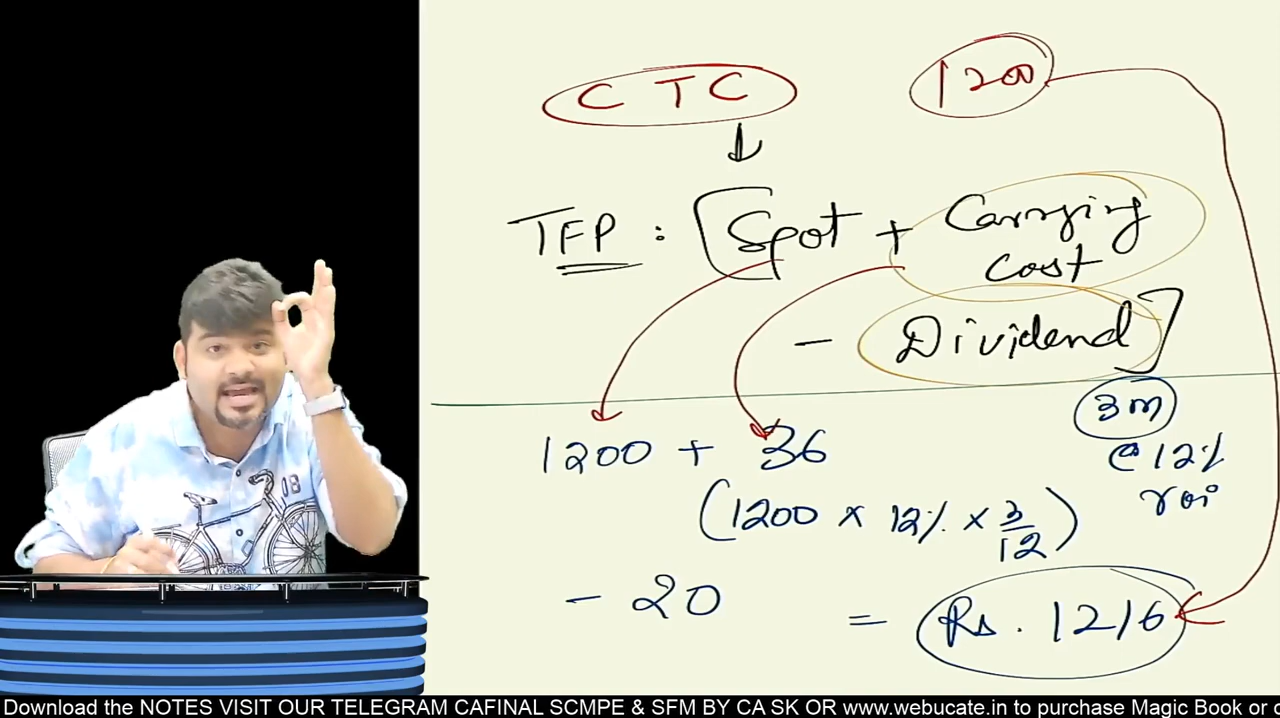 C T C
1200
TFP : [Spot + Carrying
cost
- Dividend]
3m
@ 12%
roi
1200 + 36
(1200 × 12% × 3/12)
- 20
= Rs. 1216
08
Download the NOTES VISIT OUR TELEGRAM CAFINAL SCMPE & SFM BY CA SK OR www.webucate.in to purchase Magic Book or